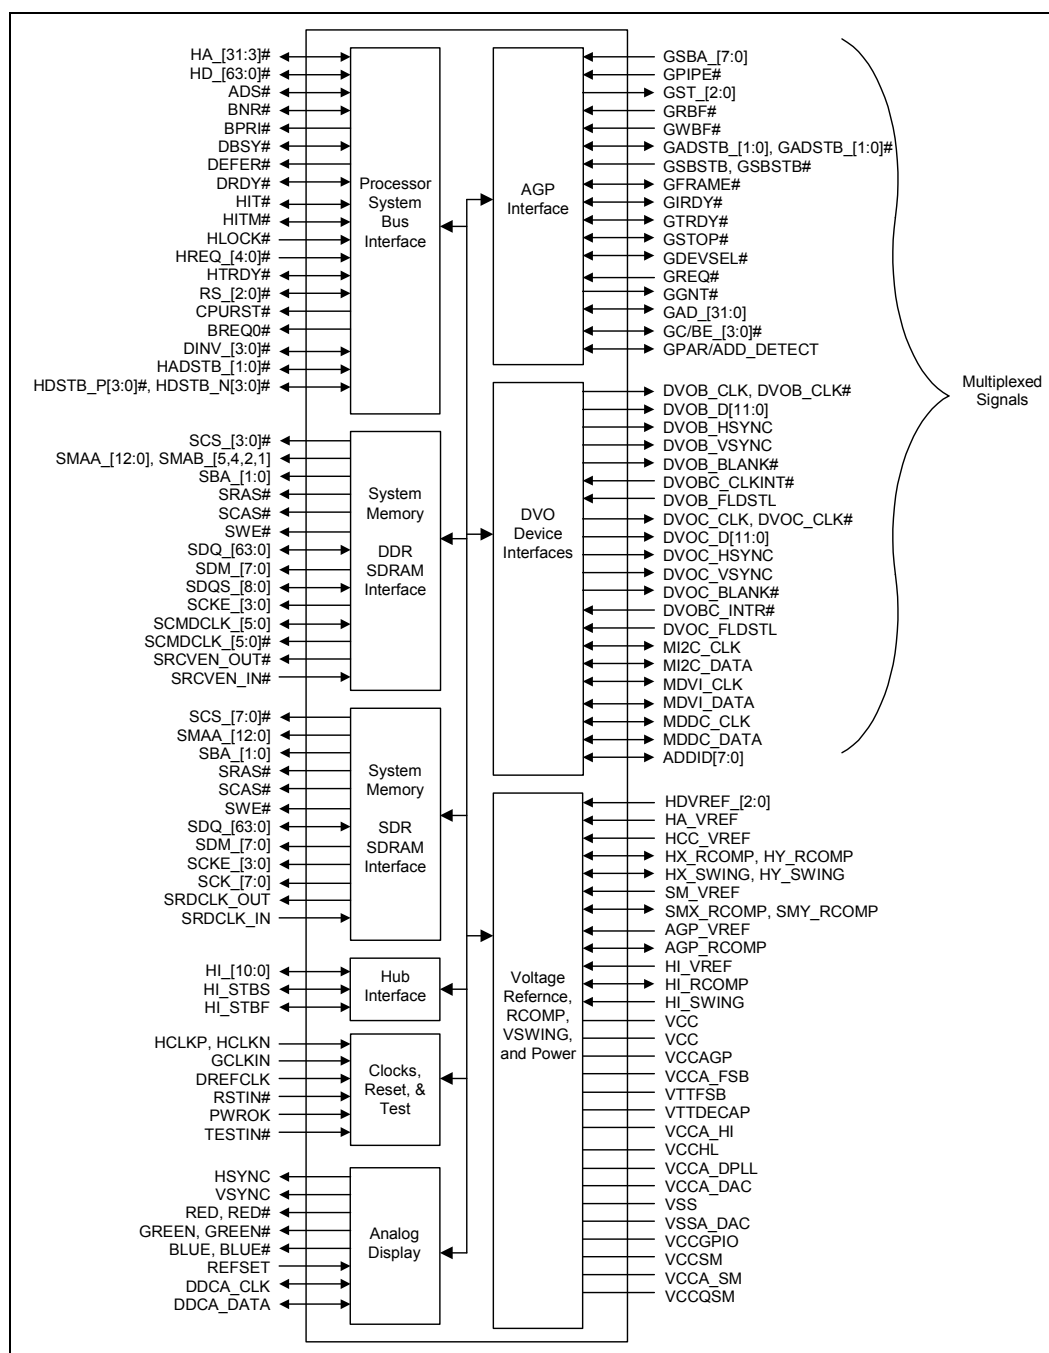 HA_[31:3]#
HD_[63:0]#
ADS#
BNR#
BPRI#
DBSY#
DEFER#
DRDY#
HIT#
HITM#
HLOCK#
HREQ_[4:0]#
HTRDY#
RS_[2:0]#
CPURST#
BREQ0#
DINV_[3:0]#
HADSTB_[1:0]#
HDSTB_P[3:0]#, HDSTB_N[3:0]#
Processor
System
Bus
Interface
SCS_[3:0]#
SMAA_[12:0], SMAB_[5,4,2,1]
SBA_[1:0]
SRAS#
SCAS#
SWE#
SDQ_[63:0]
SDM_[7:0]
SDQS_[8:0]
SCKE_[3:0]
SCMDCLK_[5:0]
SCMDCLK_[5:0]#
SRCVEN_OUT#
SRCVEN_IN#
System
Memory
DDR
SDRAM
Interface
SCS_[7:0]#
SMAA_[12:0]
SBA_[1:0]
SRAS#
SCAS#
SWE#
SDQ_[63:0]
SDM_[7:0]
SCKE_[3:0]
SCK_[7:0]
SRDCLK_OUT
SRDCLK_IN
System
Memory
SDR
SDRAM
Interface
HI_[10:0]
HI_STBS
HI_STBF
Hub
Interface
HCLKP, HCLKN
GCLKIN
DREFCLK
RSTIN#
PWROK
TESTIN#
Clocks,
Reset, &
Test
HSYNC
VSYNC
RED, RED#
GREEN, GREEN#
BLUE, BLUE#
REFSET
DDCA_CLK
DDCA_DATA
Analog
Display
AGP
Interface
GSBA_[7:0]
GPIPE#
GST_[2:0]
GRBF#
GWBF#
GADSTB_[1:0], GADSTB_[1:0]#
GSBSTB, GSBSTB#
GFRAME#
GIRDY#
GTRDY#
GSTOP#
GDEVSEL#
GREQ#
GGNT#
GAD_[31:0]
GC/BE_[3:0]#
GPAR/ADD_DETECT
DVO
Device
Interfaces
DVOB_CLK, DVOB_CLK#
DVOB_D[11:0]
DVOB_HSYNC
DVOB_VSYNC
DVOB_BLANK#
DVOBC_CLKINT#
DVOB_FLDSTL
DVOC_CLK, DVOC_CLK#
DVOC_D[11:0]
DVOC_HSYNC
DVOC_VSYNC
DVOC_BLANK#
DVOBC_INTR#
DVOC_FLDSTL
MI2C_CLK
MI2C_DATA
MDVI_CLK
MDVI_DATA
MDDC_CLK
MDDC_DATA
ADDID[7:0]
Multiplexed
Signals
Voltage
Refernce,
RCOMP,
VSWING,
and Power
HDVREF_[2:0]
HA_VREF
HCC_VREF
HX_RCOMP, HY_RCOMP
HX_SWING, HY_SWING
SM_VREF
SMX_RCOMP, SMY_RCOMP
AGP_VREF
AGP_RCOMP
HI_VREF
HI_RCOMP
HI_SWING
VCC
VCC
VCCAGP
VCCA_FSB
VTTFSB
VTTDECAP
VCCA_HI
VCCHL
VCCA_DPLL
VCCA_DAC
VSS
VSSA_DAC
VCCGPIO
VCCSM
VCCA_SM
VCCQSM